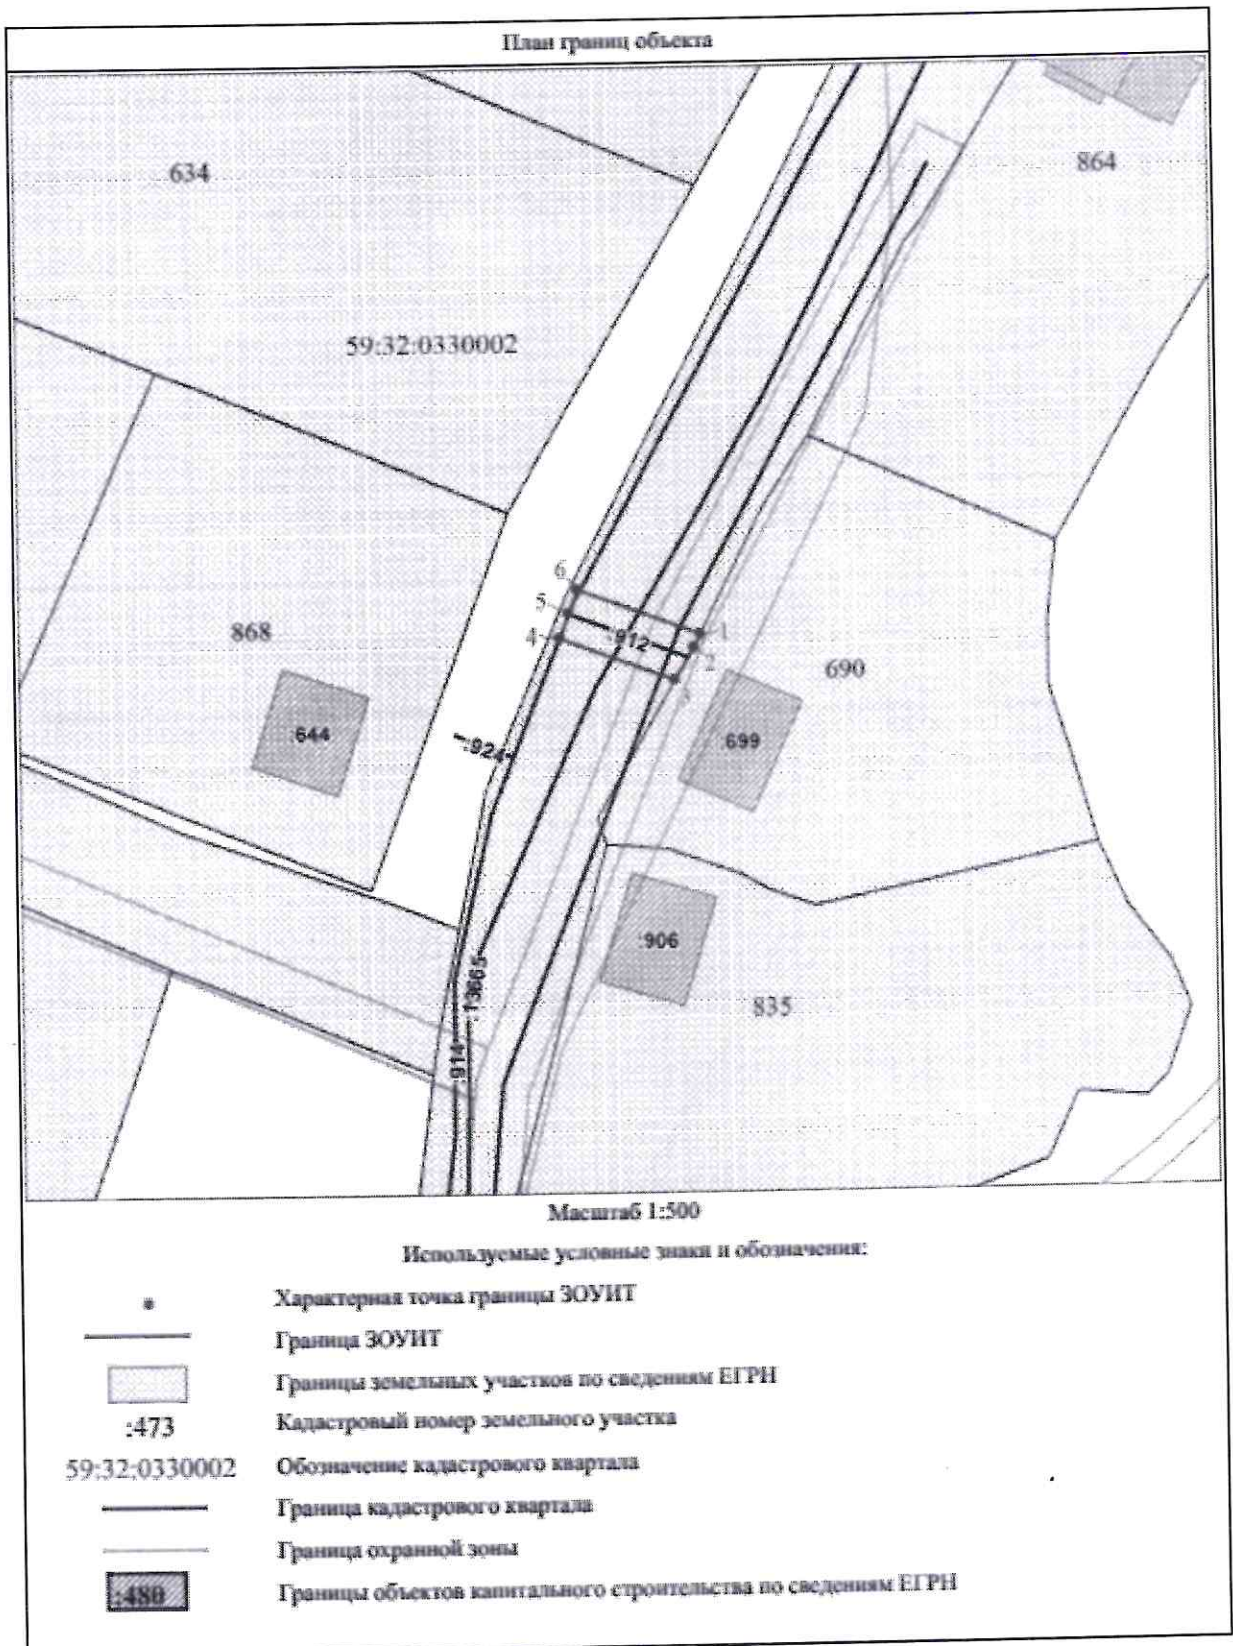 План границ объекта
634
864
59:32:0330002
6
5
4
:912
1
2
3
868
690
:644
:924
:699
:906
835
:13665
:914
Масштаб 1:500
Используемые условные знаки и обозначения:
Характерная точка границы ЗОУИТ
Граница ЗОУИТ
Границы земельных участков по сведениям ЕГРН
:473 Кадастровый номер земельного участка
59:32:0330002 Обозначение кадастрового квартала
Граница кадастрового квартала
Граница охранной зоны
:480 Границы объектов капитального строительства по сведениям ЕГРН